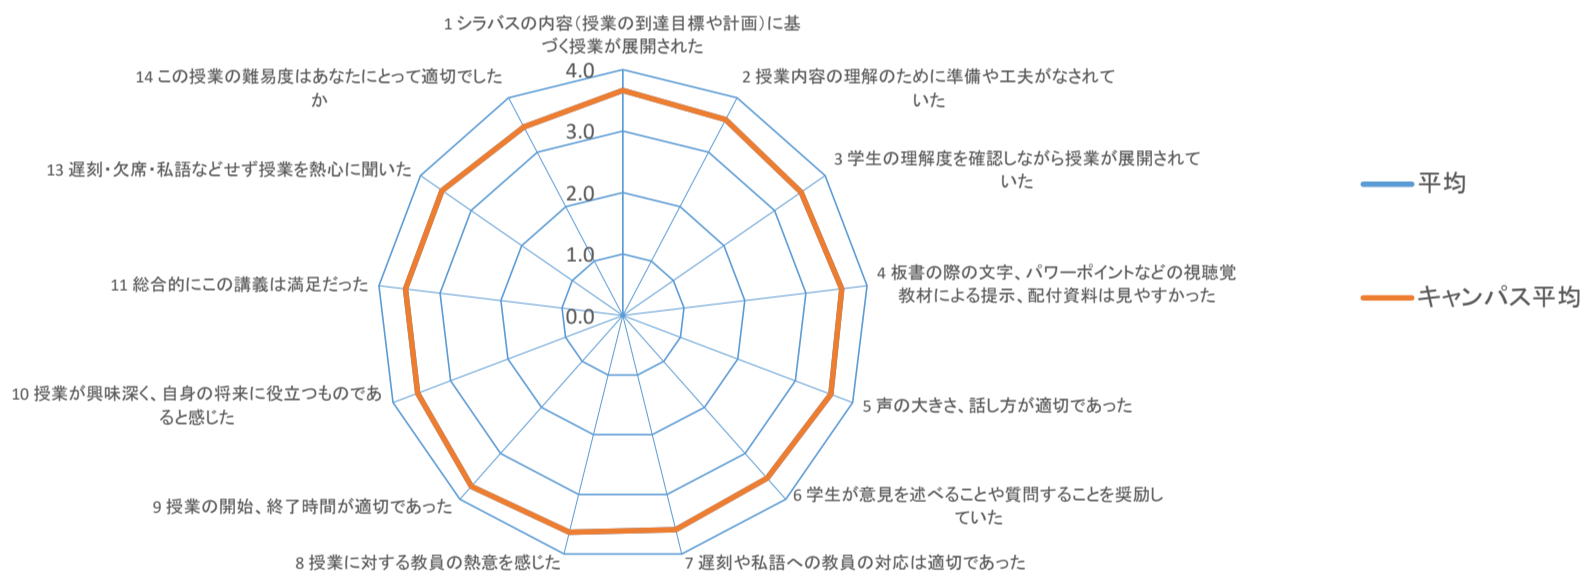 1 シラバスの内容(授業の到達目標や計画)に基
づく授業が展開された
2 授業内容の理解のために準備や工夫がなされて
いた
3 学生の理解度を確認しながら授業が展開されて
いた
4 板書の際の文字、パワーポイントなどの視聴覚
教材による提示、配付資料は見やすかった
5 声の大きさ、話し方が適切であった
6 学生が意見を述べることや質問することを奨励し
ていた
7 遅刻や私語への教員の対応は適切であった
8 授業に対する教員の熱意を感じた
9 授業の開始、終了時間が適切であった
10 授業が興味深く、自身の将来に役立つものであ
ると感じた
11 総合的にこの講義は満足だった
13 遅刻・欠席・私語などせず授業を熱心に聞いた
14 この授業の難易度はあなたにとって適切でした
か
4.0
3.0
2.0
1.0
0.0
平均
キャンパス平均